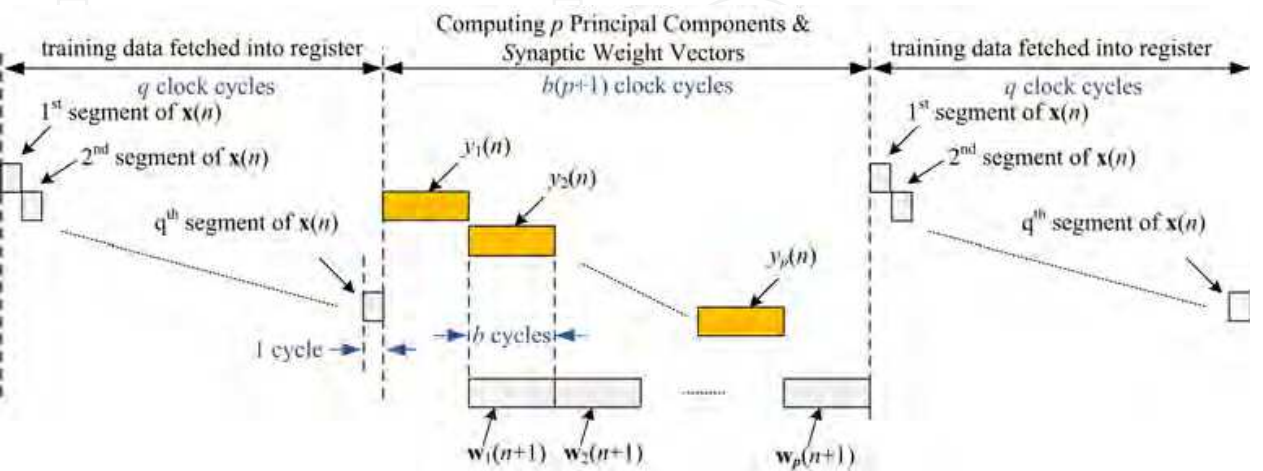 Computing p Principal Components &
Synaptic Weight Vectors
training data fetched into register
training data fetched into register
q clock cycles
b(p+1) clock cycles
q clock cycles
1st segment of x(n)
2nd segment of x(n)
qth segment of x(n)
1 cycle
y1(n)
y2(n)
yp(n)
b cycles
w1(n+1)
w2(n+1)
wp(n+1)
1st segment of x(n)
2nd segment of x(n)
qth segment of x(n)